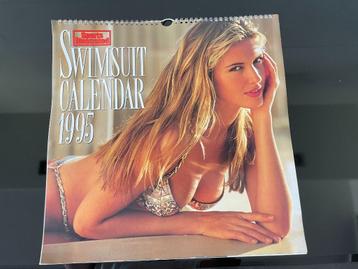 Sports
Illustrated
SWIMSUIT
CALENDAR
1995